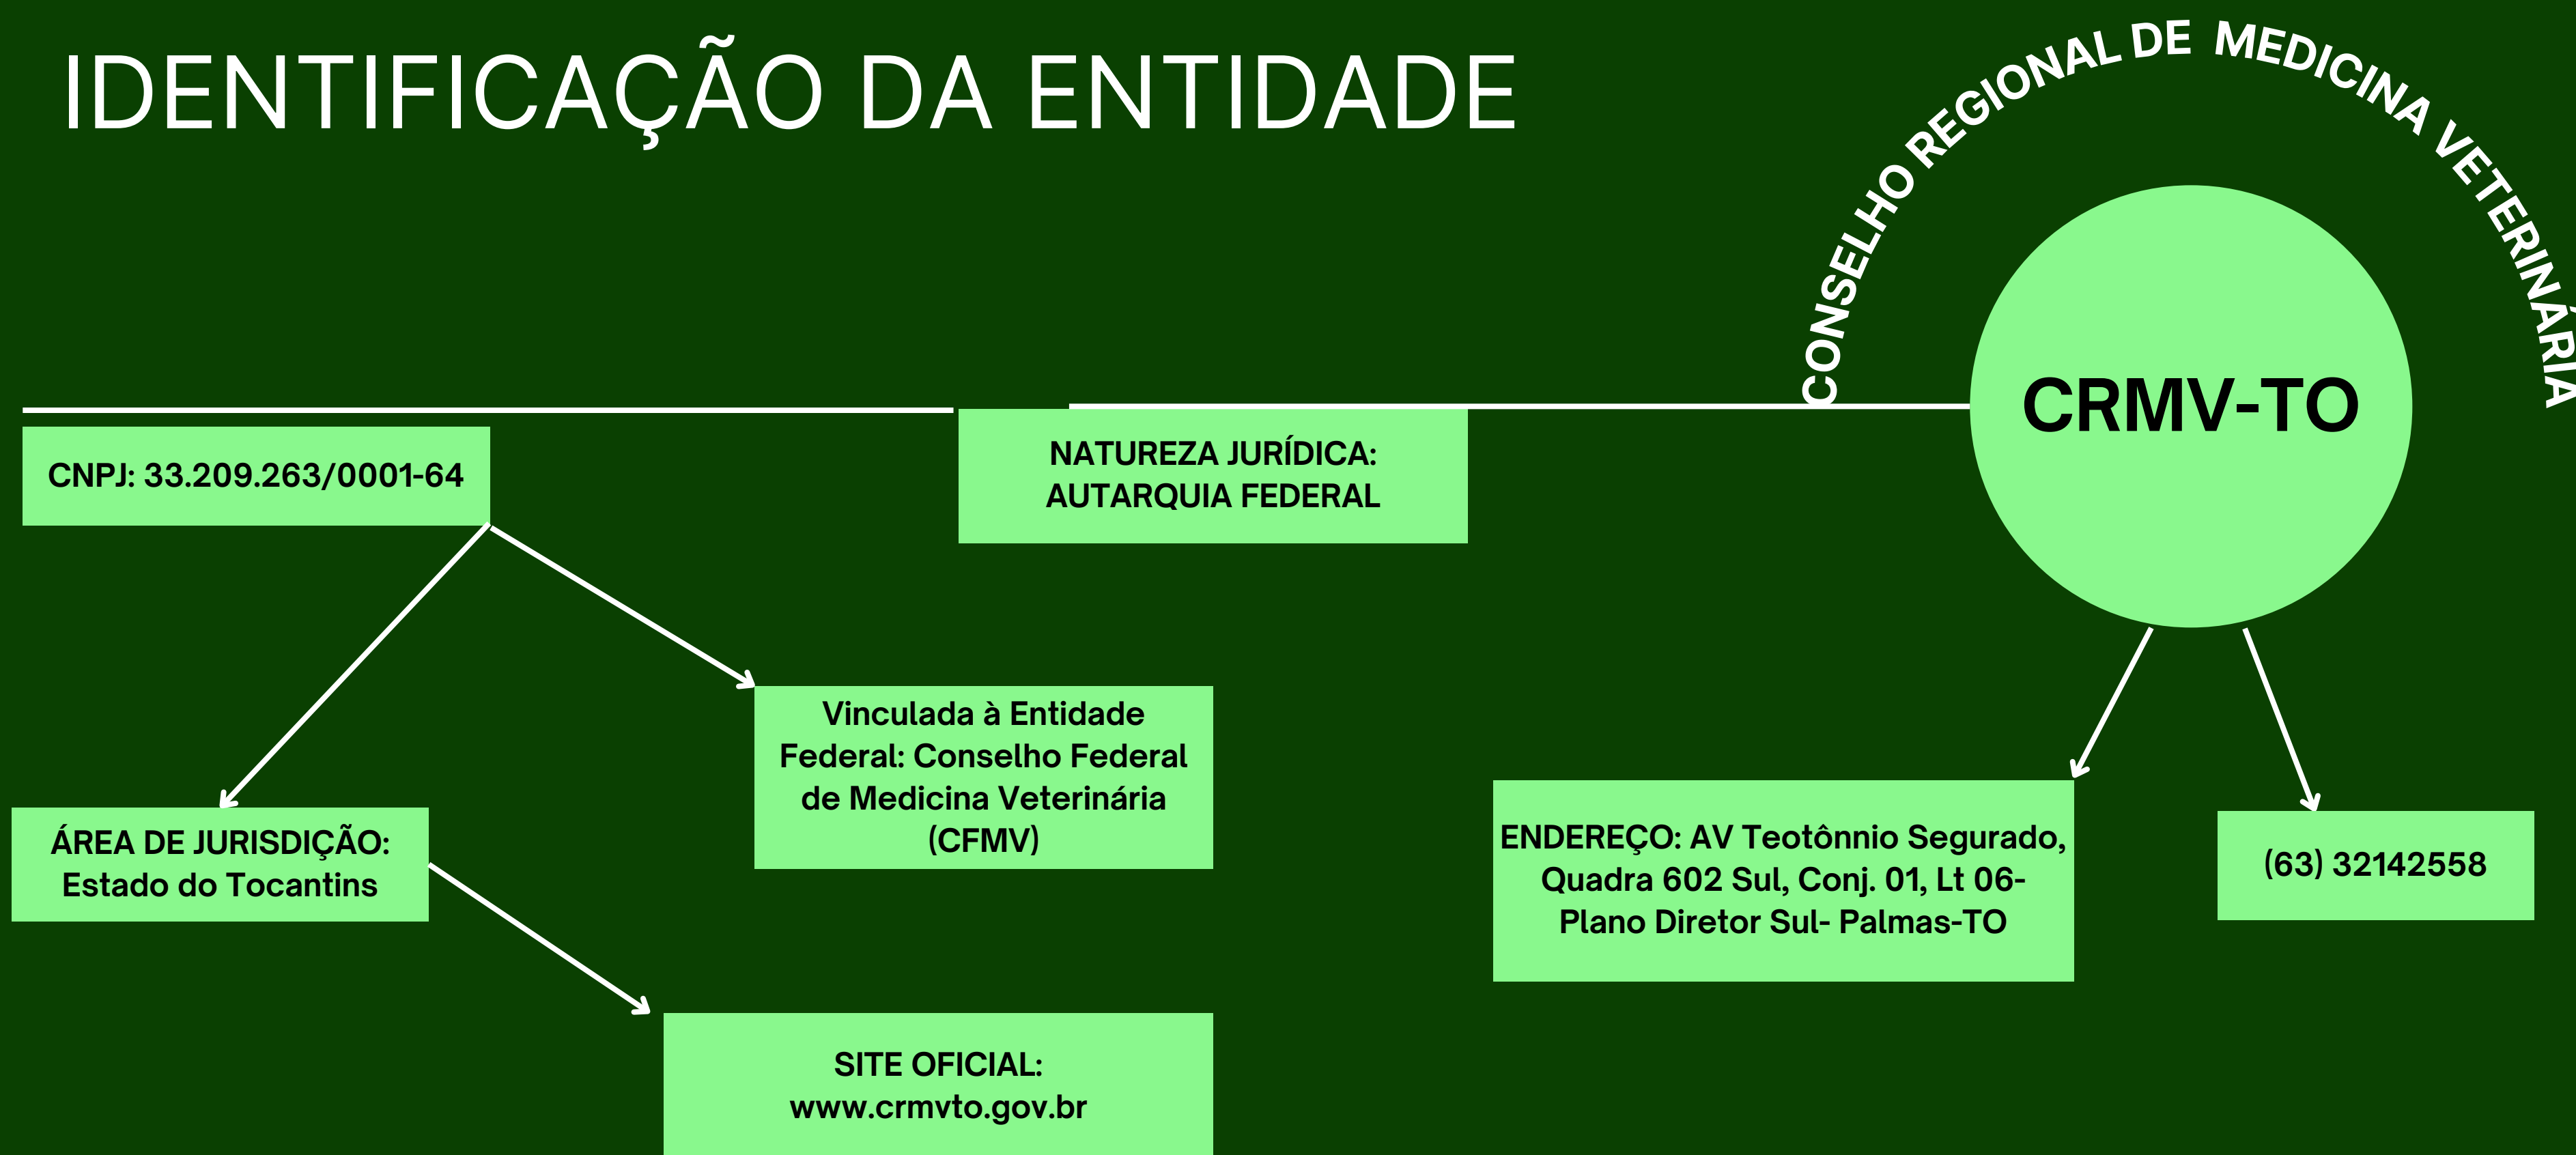 IDENTIFICAÇÃO DA ENTIDADE
CONSELHO REGIONAL DE MEDICINA VETERINÁRIA
CRMV-TO
CNPJ: 33.209.263/0001-64
NATUREZA JURÍDICA:
AUTARQUIA FEDERAL
Vinculada à Entidade
Federal: Conselho Federal
de Medicina Veterinária
(CFMV)
ÁREA DE JURISDIÇÃO:
Estado do Tocantins
ENDEREÇO: AV Teotônnio Segurado,
Quadra 602 Sul, Conj. 01, Lt 06-
Plano Diretor Sul- Palmas-TO
(63) 32142558
SITE OFICIAL:
www.crmvto.gov.br